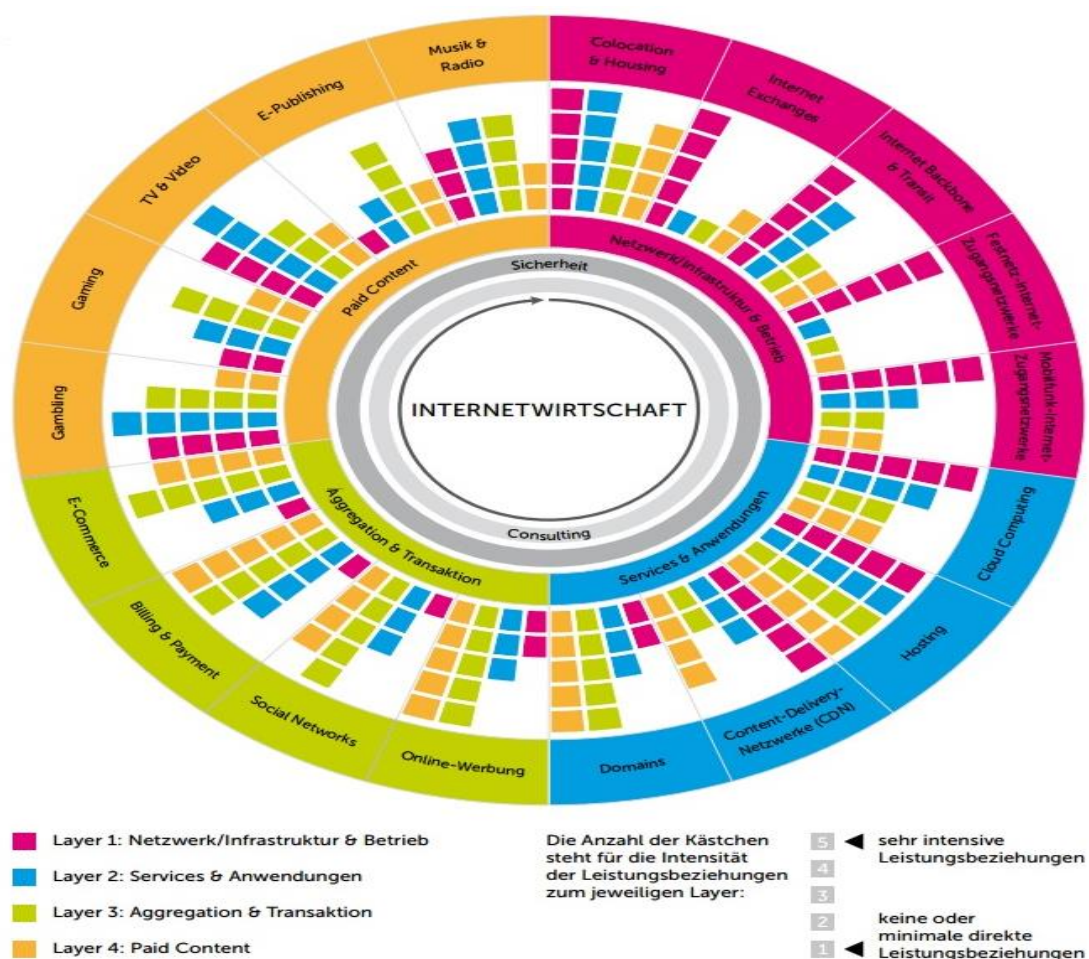 Musik &
Radio
Colocation
& Housing
Internet
Exchanges
Internet Backbone
& Transit
Festnetz-Internet-
Zugangsnetzwerke
Mobilfunk-Internet-
Zugangsnetzwerke
Cloud Computing
Hosting
Content-Delivery-
Netzwerke (CDN)
Domains
Online-Werbung
Social Networks
Billing & Payment
E-Commerce
Gambling
Gaming
TV & Video
E-Publishing
Paid Content
Netzwerk/Infrastruktur & Betrieb
Services & Anwendungen
Aggregation & Transaktion
Sicherheit
INTERNETWIRTSCHAFT
Consulting
Layer 1: Netzwerk/Infrastruktur & Betrieb
Layer 2: Services & Anwendungen
Layer 3: Aggregation & Transaktion
Layer 4: Paid Content
Die Anzahl der Kästchen
steht für die Intensität
der Leistungsbeziehungen
zum jeweiligen Layer:
5
4
3
2
1
sehr intensive
Leistungsbeziehungen
keine oder
minimale direkte
Leistungsbeziehungen